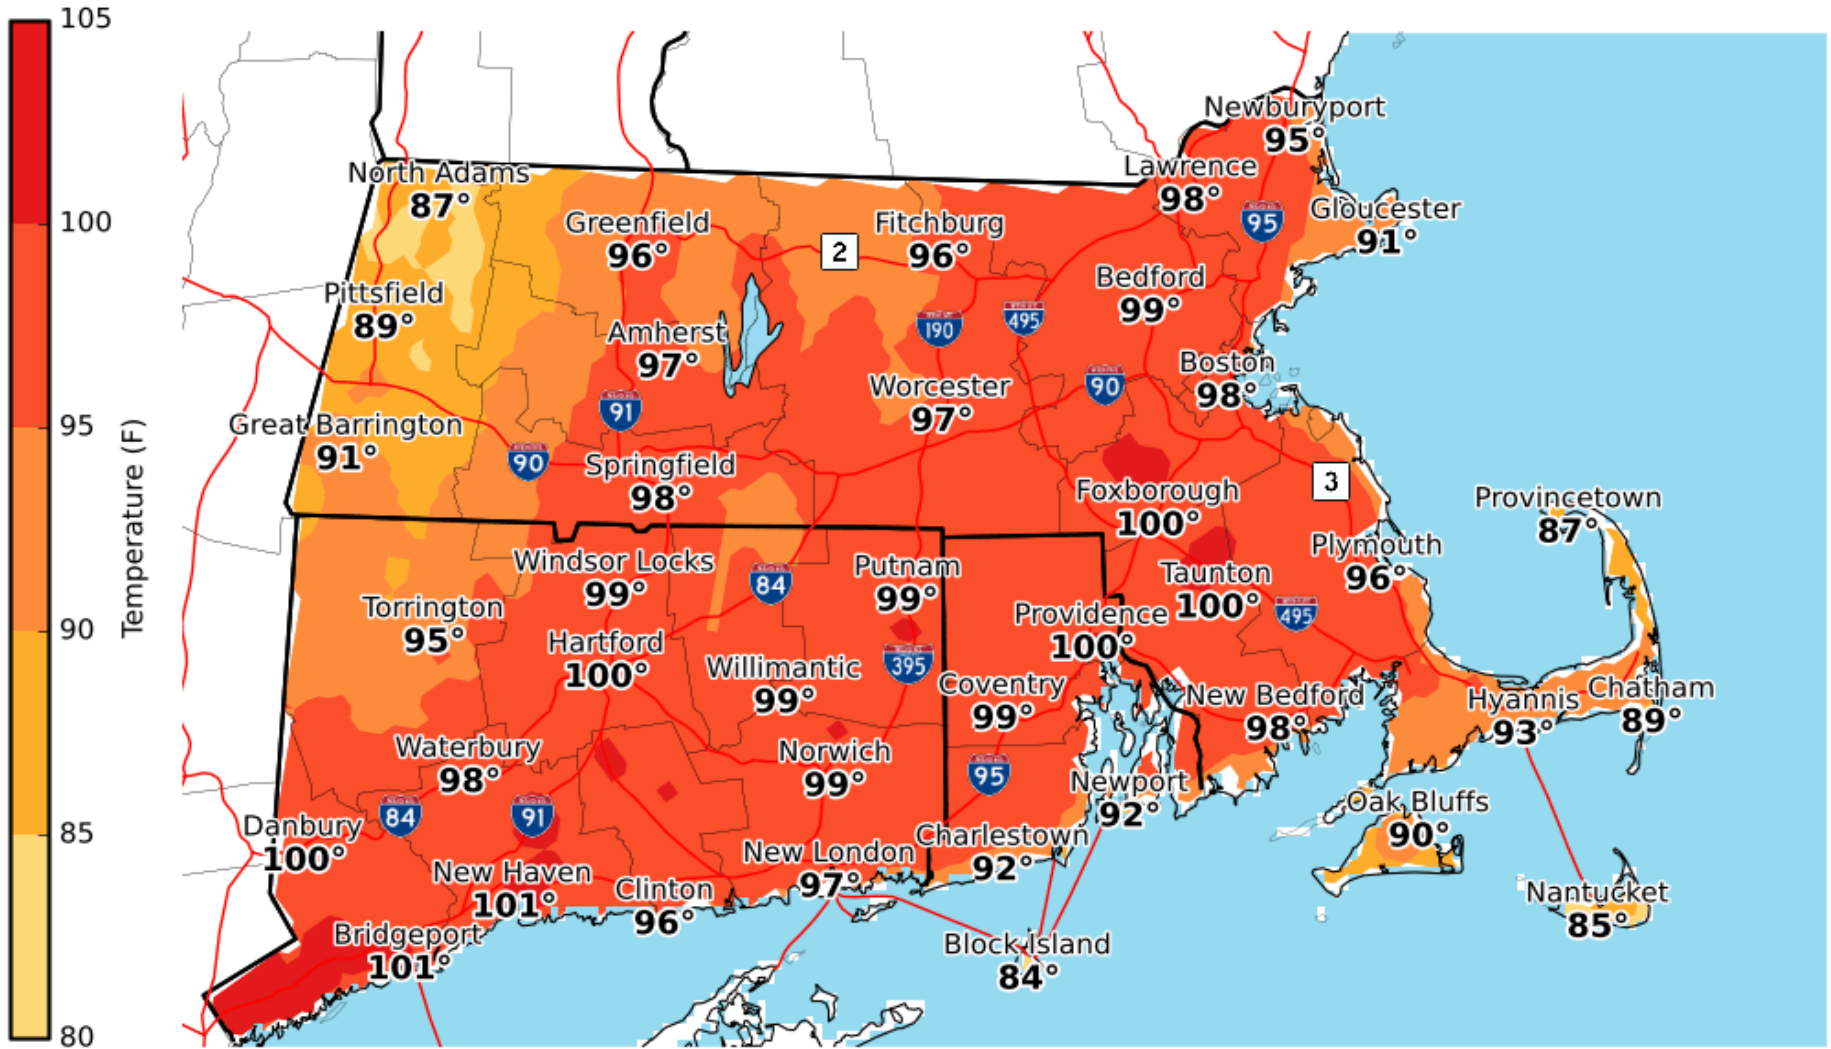 105
100
95
90
85
80
Temperature (F)
Newburyport
95°
Lawrence
98°
North Adams
87°
95
Gloucester
91°
Greenfield
96°
2
Fitchburg
96°
Bedford
99°
Pittsfield
89°
190
495
Amherst
97°
Boston
98°
Worcester
97°
90
91
Great Barrington
91°
90
Springfield
98°
3
Foxborough
100°
Provincetown
87°
Plymouth
96°
Windsor Locks
99°
84
Putnam
99°
Taunton
100°
Torrington
95°
Providence
100°
495
Hartford
100°
395
Willimantic
99°
Coventry
99°
New Bedford
98°
Hyannis
93°
Chatham
89°
Waterbury
98°
Norwich
99°
95
Newport
92°
84
91
Oak Bluffs
90°
Danbury
100°
Charlestown
92°
New Haven
101°
Clinton
96°
New London
97°
Nantucket
85°
Bridgeport
101°
Block Island
84°